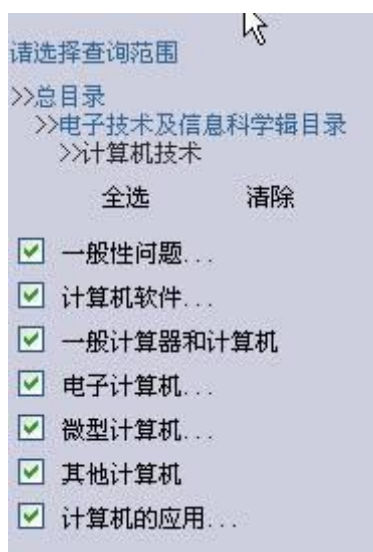 请选择查询范围
>>总目录
>>电子技术及信息科学辑目录
>>计算机技术
全选 清除
一般性问题...
计算机软件...
一般计算器和计算机
电子计算机...
微型计算机...
其他计算机
计算机的应用...